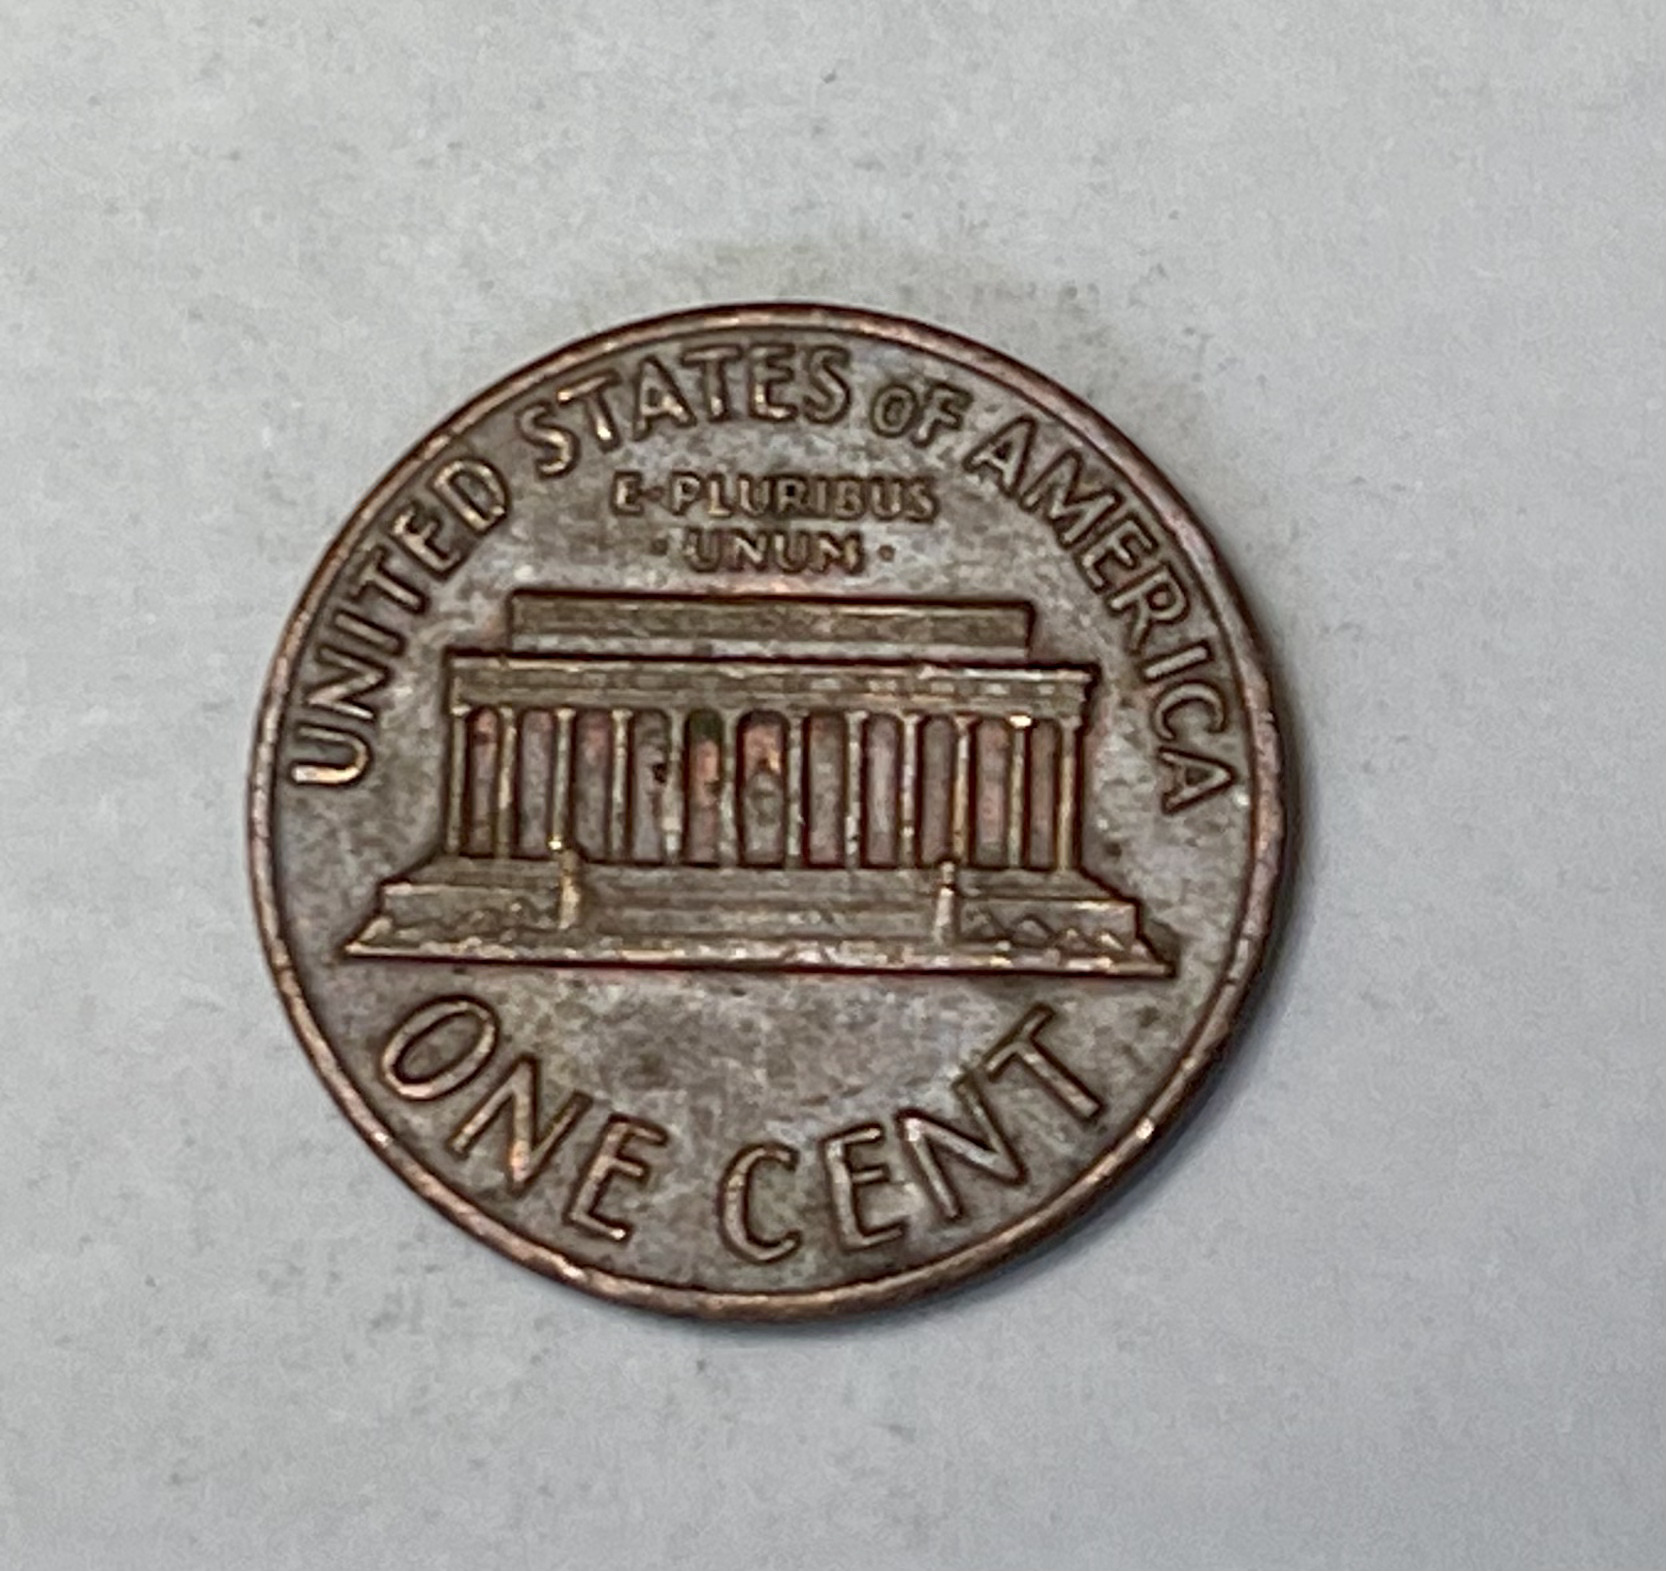 UNITED STATES OF AMERICA
E·PLURIBUS
·UNUM·
ONE CENT